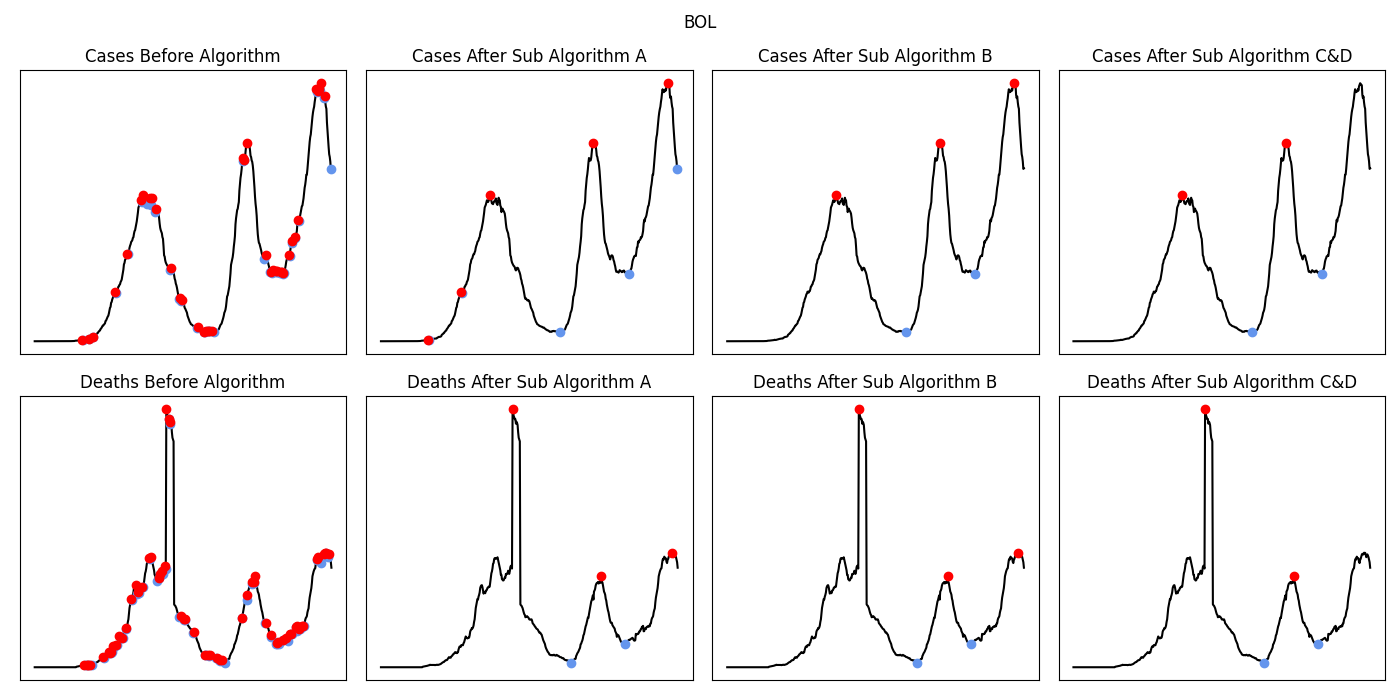 BOL
Cases Before Algorithm
Cases After Sub Algorithm A
Cases After Sub Algorithm B
Cases After Sub Algorithm C&D
Deaths Before Algorithm
Deaths After Sub Algorithm A
Deaths After Sub Algorithm B
Deaths After Sub Algorithm C&D